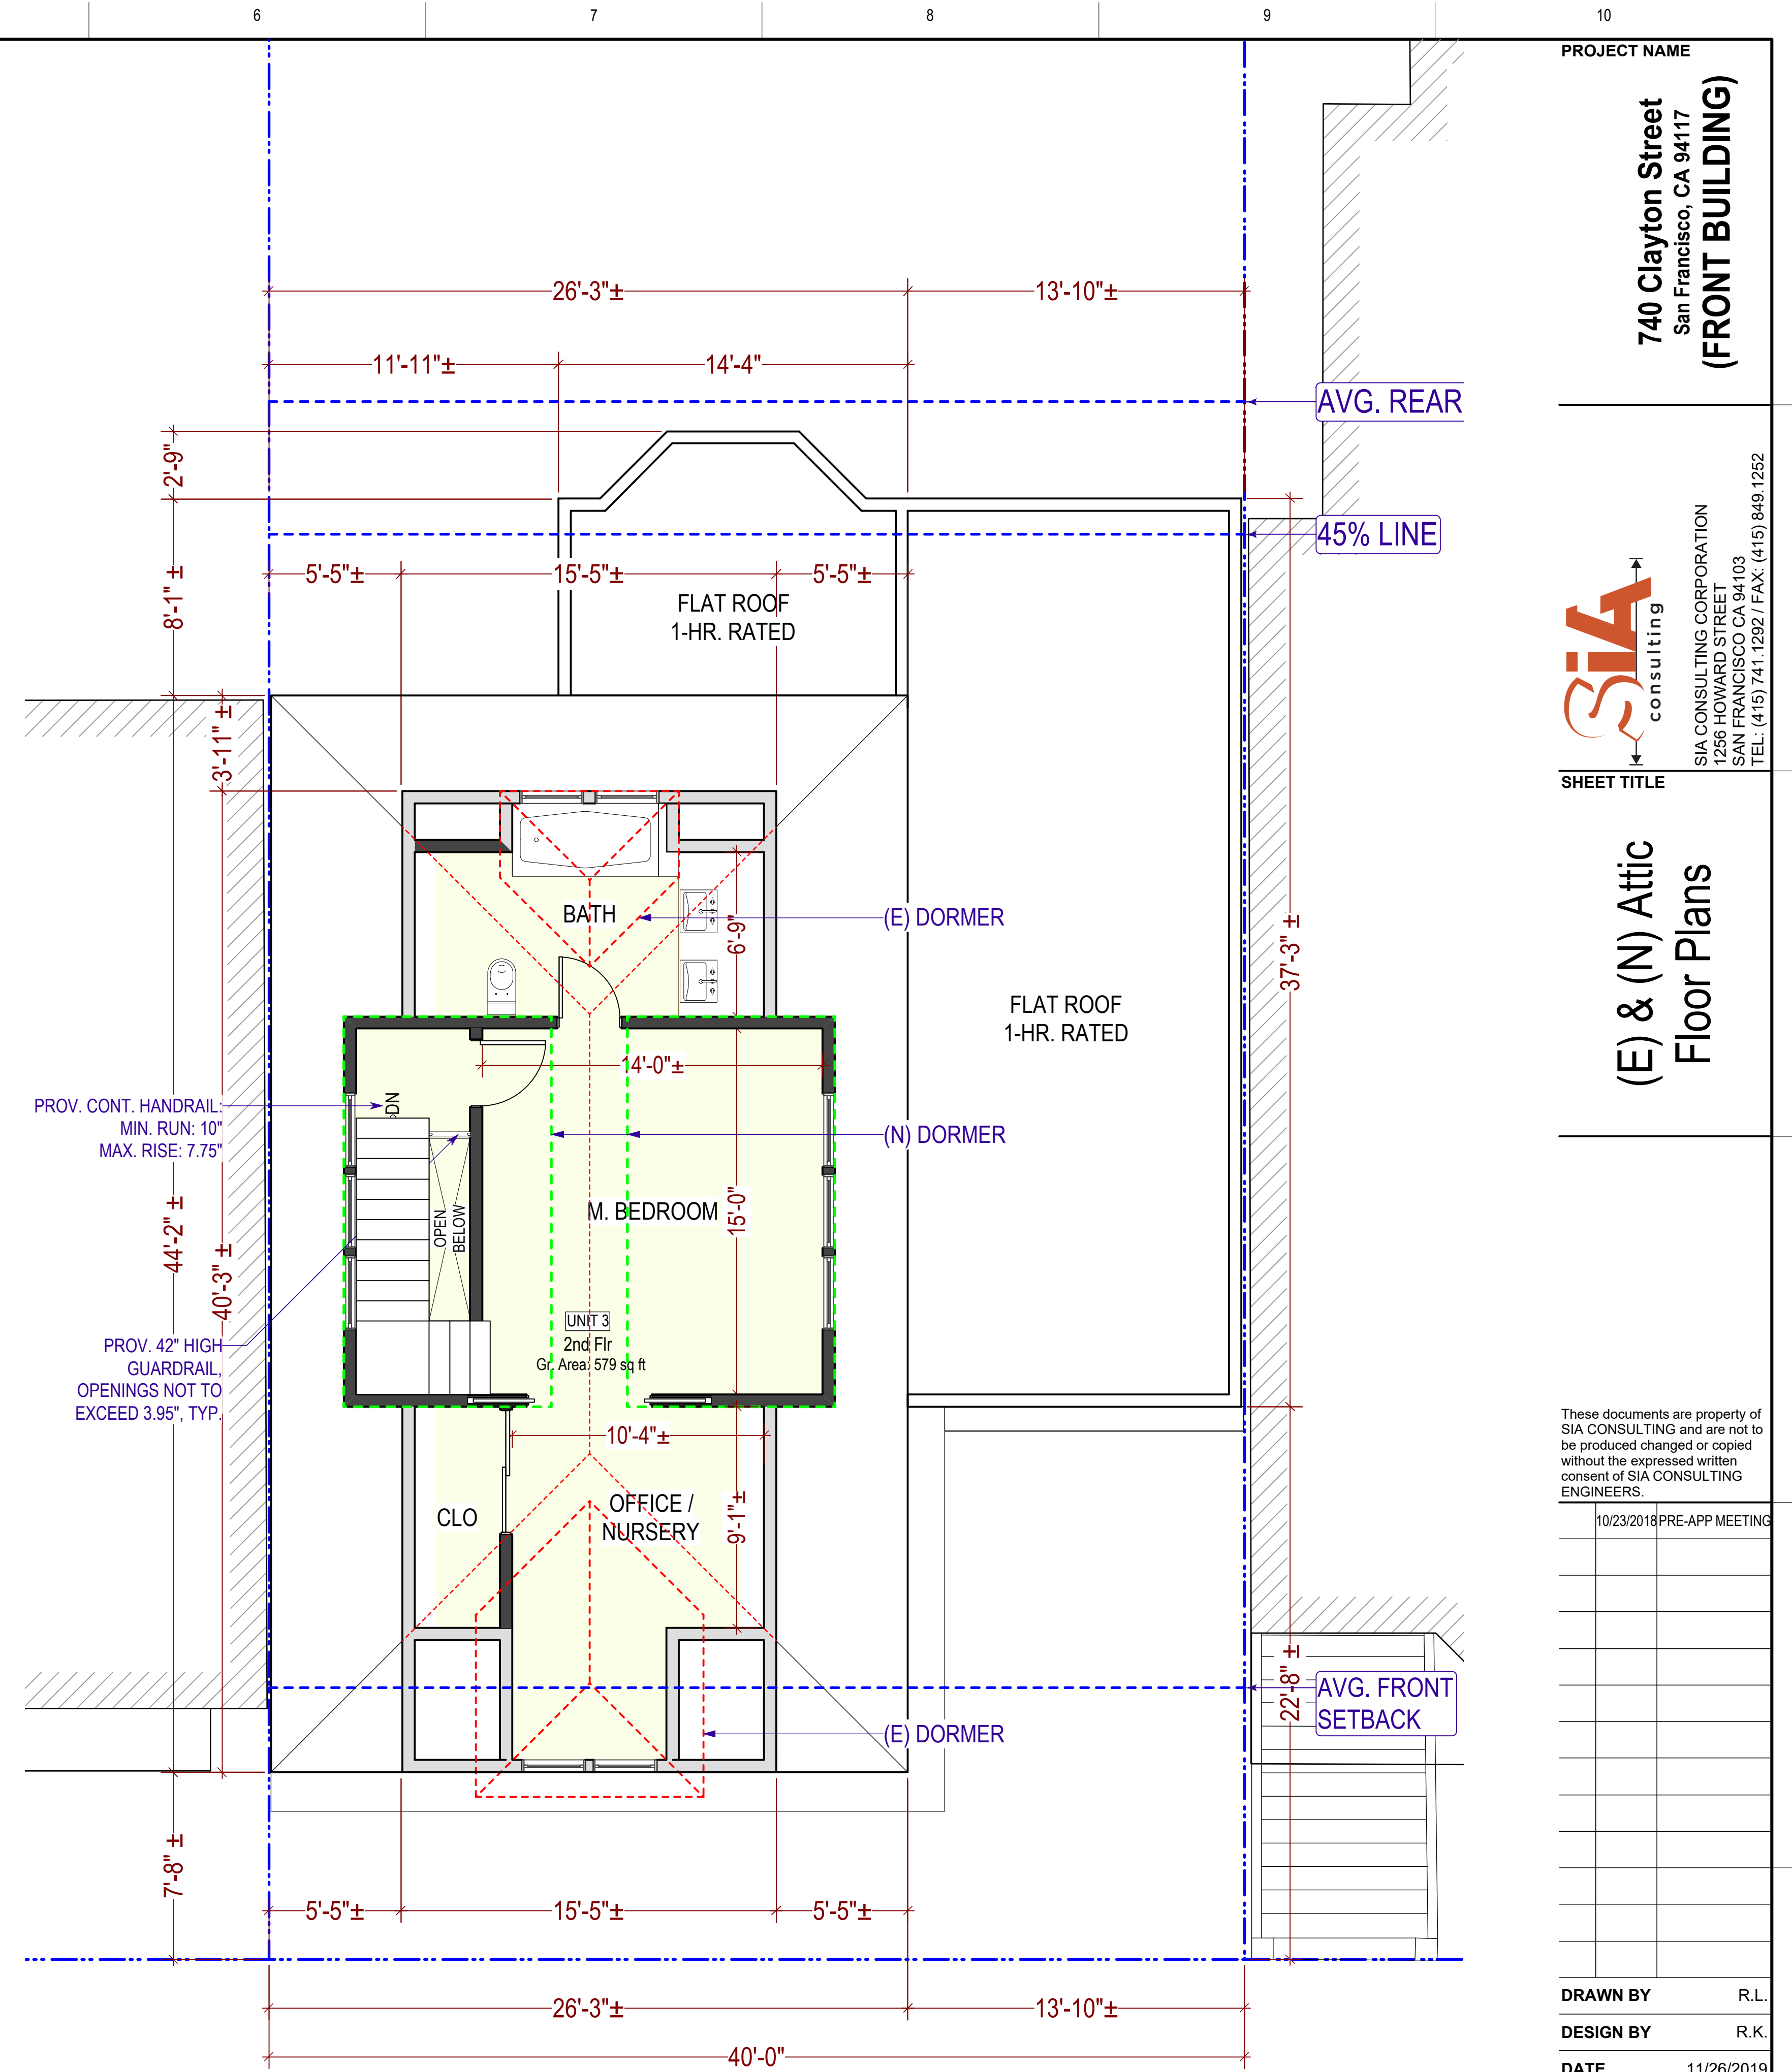 6
7
8
9
10
PROJECT NAME
740 Clayton Street
San Francisco, CA 94117
(FRONT BUILDING)
26'-3"±
13'-10"±
11'-11"±
14'-4"
AVG. REAR
2'-9"
8'-1" ±
45% LINE
5'-5"±
15'-5"±
5'-5"±
FLAT ROOF
1-HR. RATED
SiA
consulting
SIA CONSULTING CORPORATION
1256 HOWARD STREET
SAN FRANCISCO CA 94103
TEL: (415) 741.1292 / FAX: (415) 849.1252
SHEET TITLE
(E) & (N) Attic
Floor Plans
3'-11" ±
BATH
6'-9"
(E) DORMER
37'-3" ±
FLAT ROOF
1-HR. RATED
14'-0"±
PROV. CONT. HANDRAIL:
MIN. RUN: 10"
MAX. RISE: 7.75"
DN
(N) DORMER
44'-2" ±
40'-3" ±
OPEN
BELOW
M. BEDROOM
15'-0"
UNIT 3
2nd Flr
Gr. Area: 579 sq ft
PROV. 42" HIGH
GUARDRAIL,
OPENINGS NOT TO
EXCEED 3.95", TYP.
10'-4"±
CLO
OFFICE /
NURSERY
9'-1"±
These documents are property of
SIA CONSULTING and are not to
be produced changed or copied
without the expressed written
consent of SIA CONSULTING
ENGINEERS.
10/23/2018 PRE-APP MEETING
22'-8" ±
AVG. FRONT
SETBACK
(E) DORMER
7'-8" ±
5'-5"±
15'-5"±
5'-5"±
26'-3"±
13'-10"±
40'-0"
DRAWN BY R.L.
DESIGN BY R.K.
DATE 11/26/2019